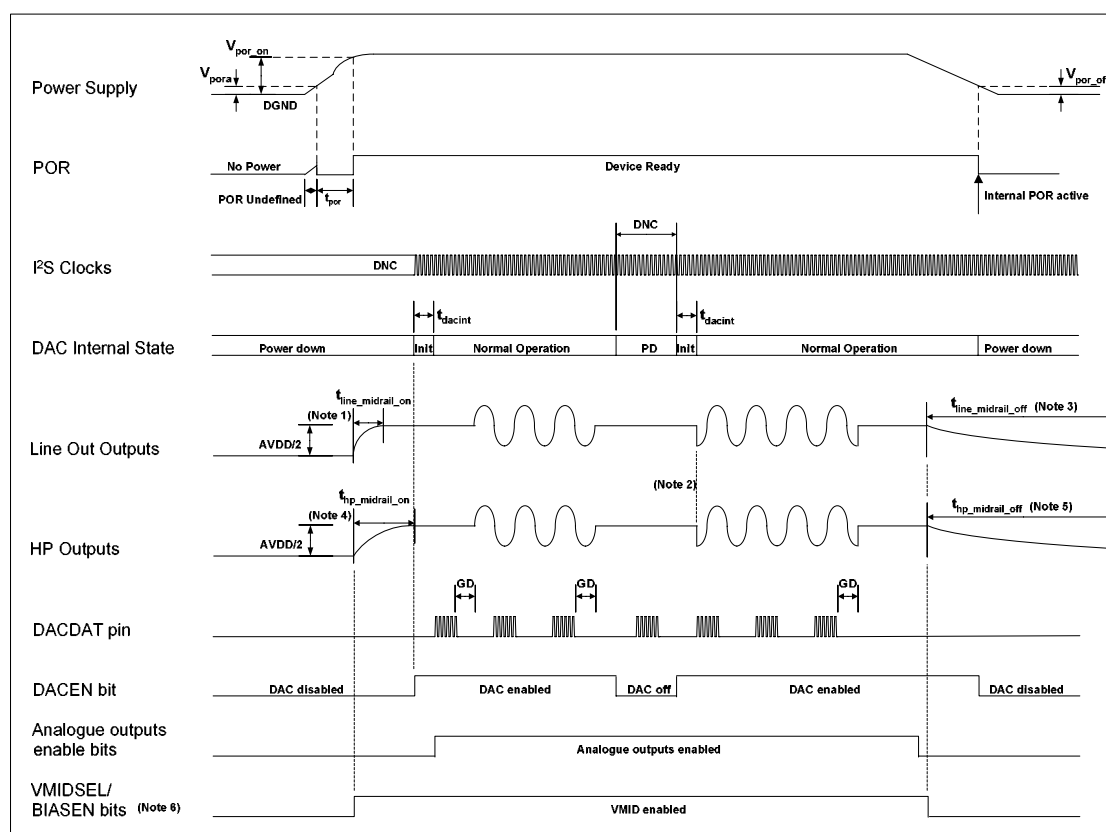 Power Supply
Vpor_on
Vpora
DGND
Vpor_off
POR
No Power
Device Ready
POR Undefined
tpor
Internal POR active
DNC
I²S Clocks
DNC
tdacint
tdacint
DAC Internal State
Power down
Init
Normal Operation
PD
Init
Normal Operation
Power down
tline_midrail_on
(Note 1)
tline_midrail_off (Note 3)
Line Out Outputs
AVDD/2
(Note 2)
thp_midrail_on
(Note 4)
thp_midrail_off (Note 5)
HP Outputs
AVDD/2
GD
GD
GD
DACDAT pin
DACEN bit
DAC disabled
DAC enabled
DAC off
DAC enabled
DAC disabled
Analogue outputs
enable bits
Analogue outputs enabled
VMIDSEL/
BIASEN bits (Note 6)
VMID enabled